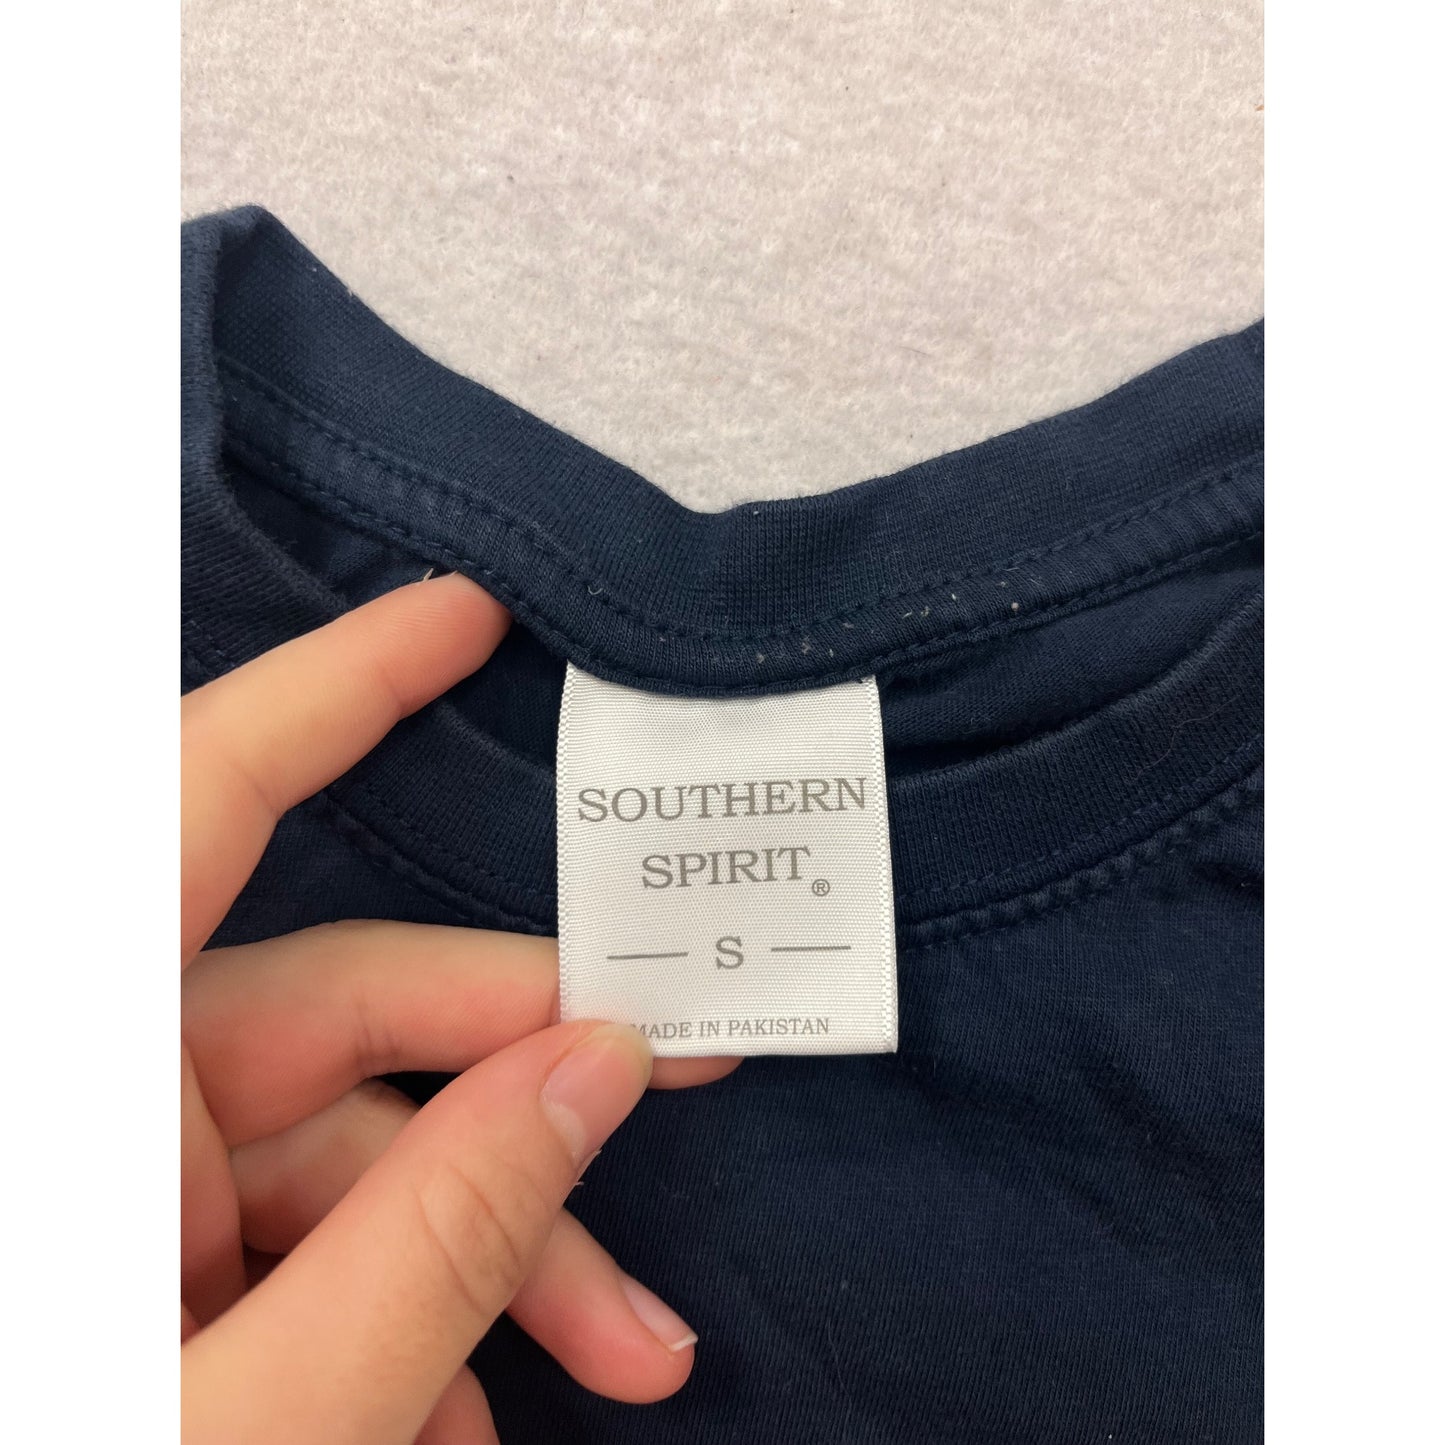 SOUTHERN
SPIRIT®
— S —
MADE IN PAKISTAN